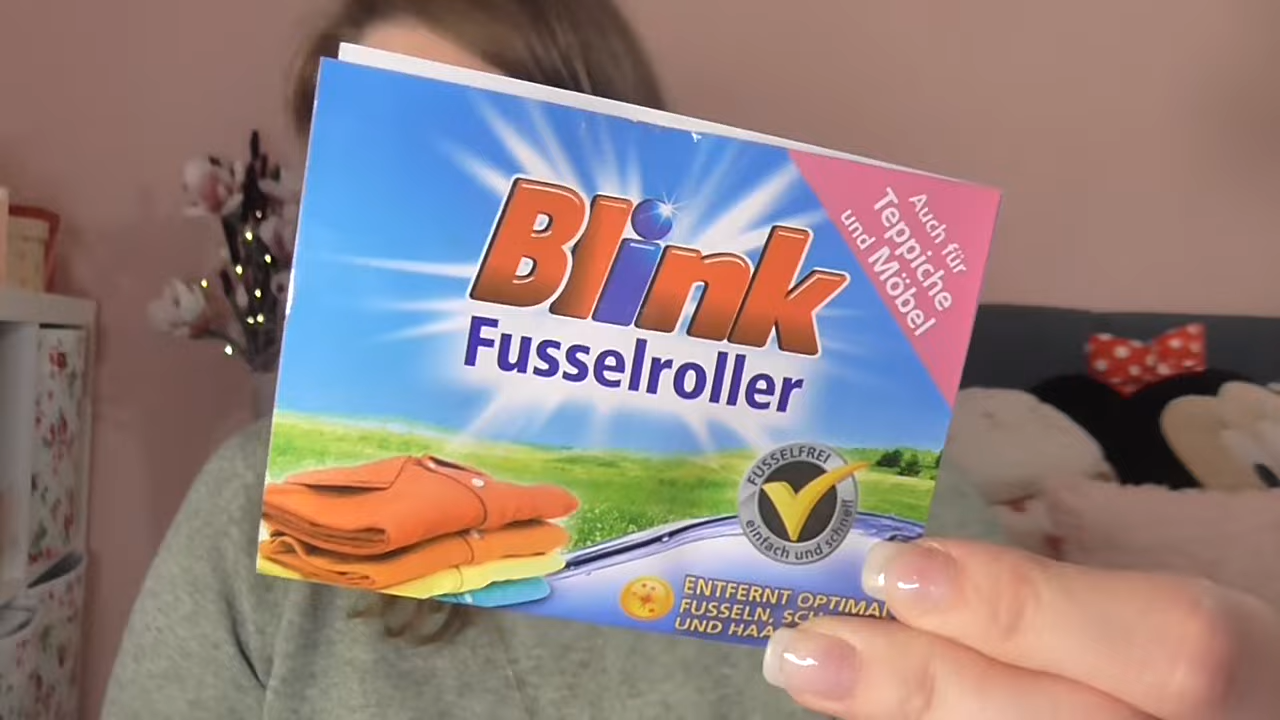 Blink
Fusselroller
Auch für
Teppiche
und Möbel
FUSSELFREI
einfach und schnell
ENTFERNT OPTIMAL
FUSSELN,
UND